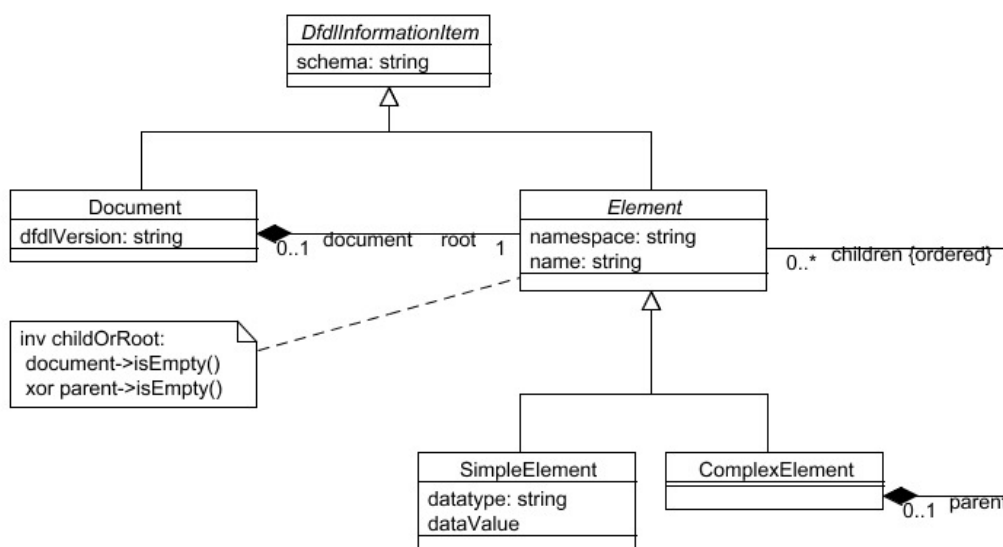 DfdlInformationItem
schema: string
Document
dfdlVersion: string
0..1 document root 1
Element
namespace: string
name: string
0..* children {ordered}
inv childOrRoot:
document->isEmpty()
xor parent->isEmpty()
SimpleElement
datatype: string
dataValue
ComplexElement
0..1 parent